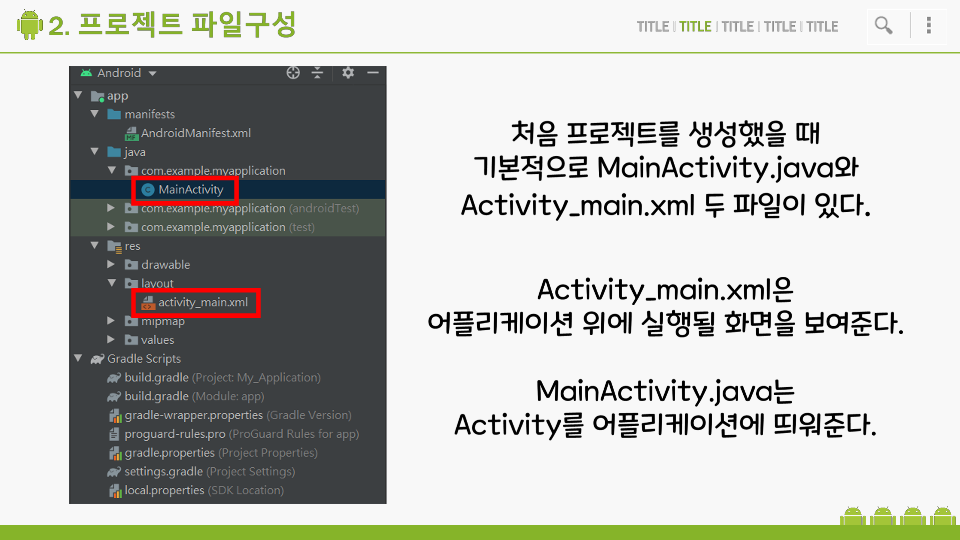 2. 프로젝트 파일구성
TITLE || TITLE || TITLE || TITLE || TITLE
Android
app
manifests
AndroidManifest.xml
java
com.example.myapplication
MainActivity
com.example.myapplication (androidTest)
com.example.myapplication (test)
res
drawable
layout
activity_main.xml
mipmap
values
Gradle Scripts
build.gradle (Project: My_Application)
build.gradle (Module: app)
gradle-wrapper.properties (Gradle Version)
proguard-rules.pro (ProGuard Rules for app)
gradle.properties (Project Properties)
settings.gradle (Project Settings)
local.properties (SDK Location)
처음 프로젝트를 생성했을 때
기본적으로 MainActivity.java와
Activity_main.xml 두 파일이 있다.
Activity_main.xml은
어플리케이션 위에 실행될 화면을 보여준다.
MainActivity.java는
Activity를 어플리케이션에 띄워준다.